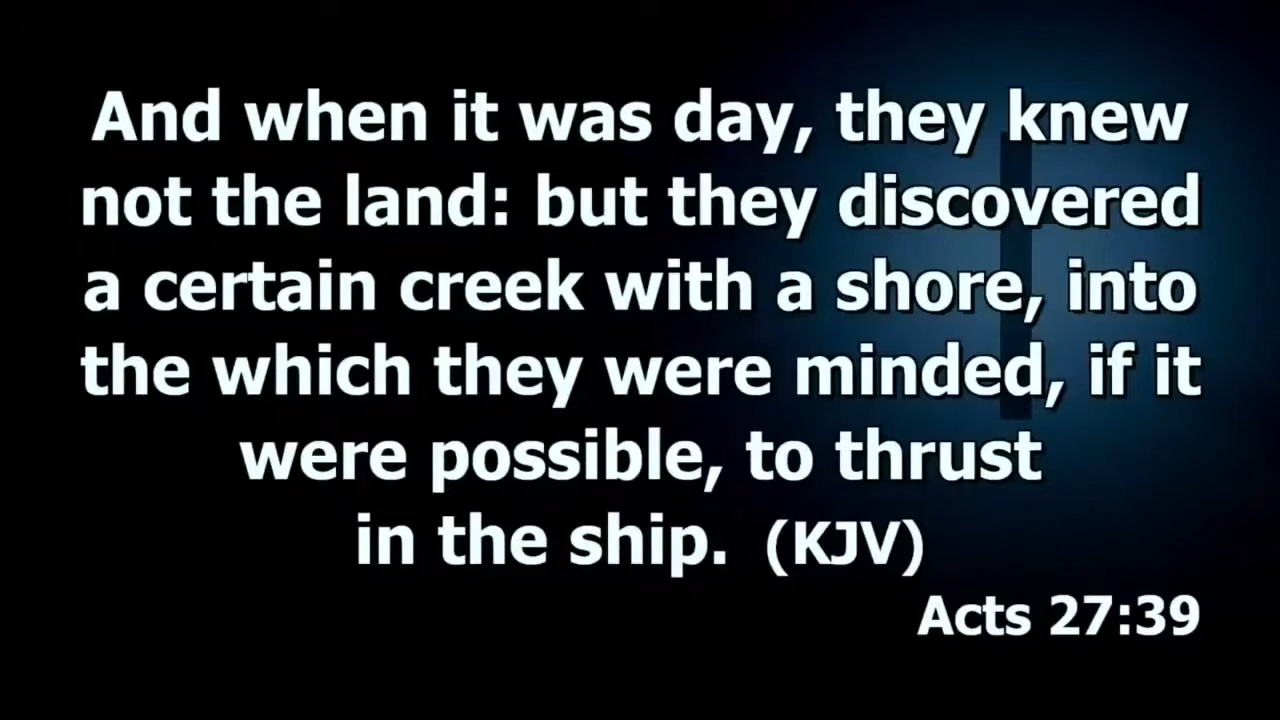 And when it was day, they knew
not the land: but they discovered
a certain creek with a shore, into
the which they were minded, if it
were possible, to thrust
in the ship. (KJV)
Acts 27:39